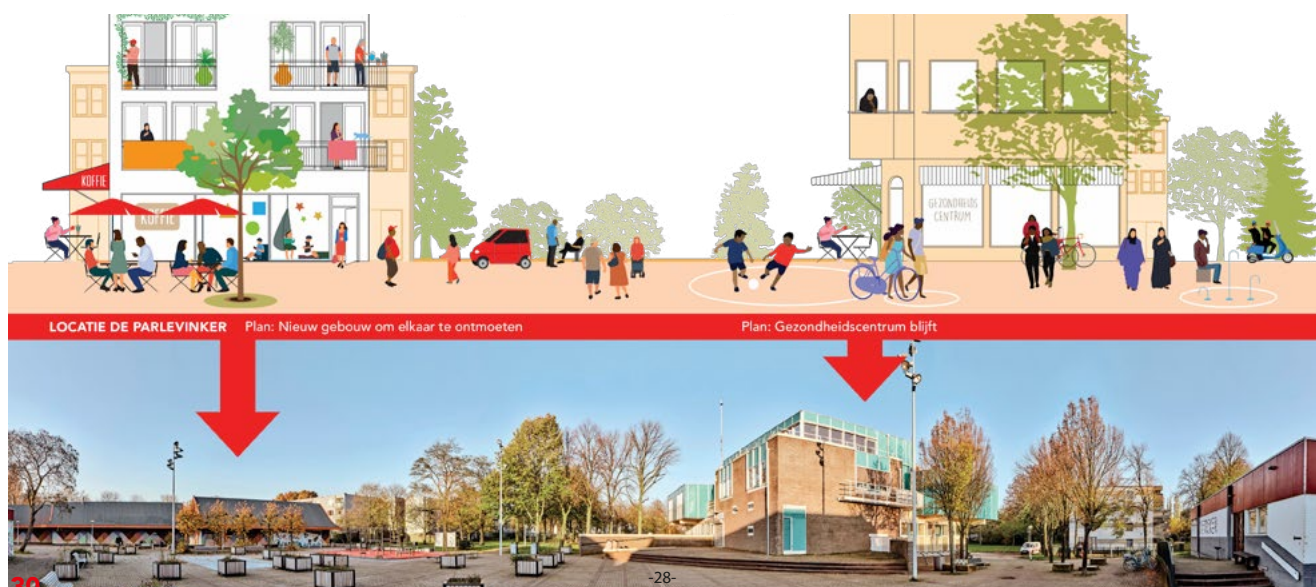 KOFFIE
KOFFIE
GEZONDHEIDS
CENTRUM
LOCATIE DE PARLEVINKER Plan: Nieuw gebouw om elkaar te ontmoeten
Plan: Gezondheidscentrum blijft
-28-
30